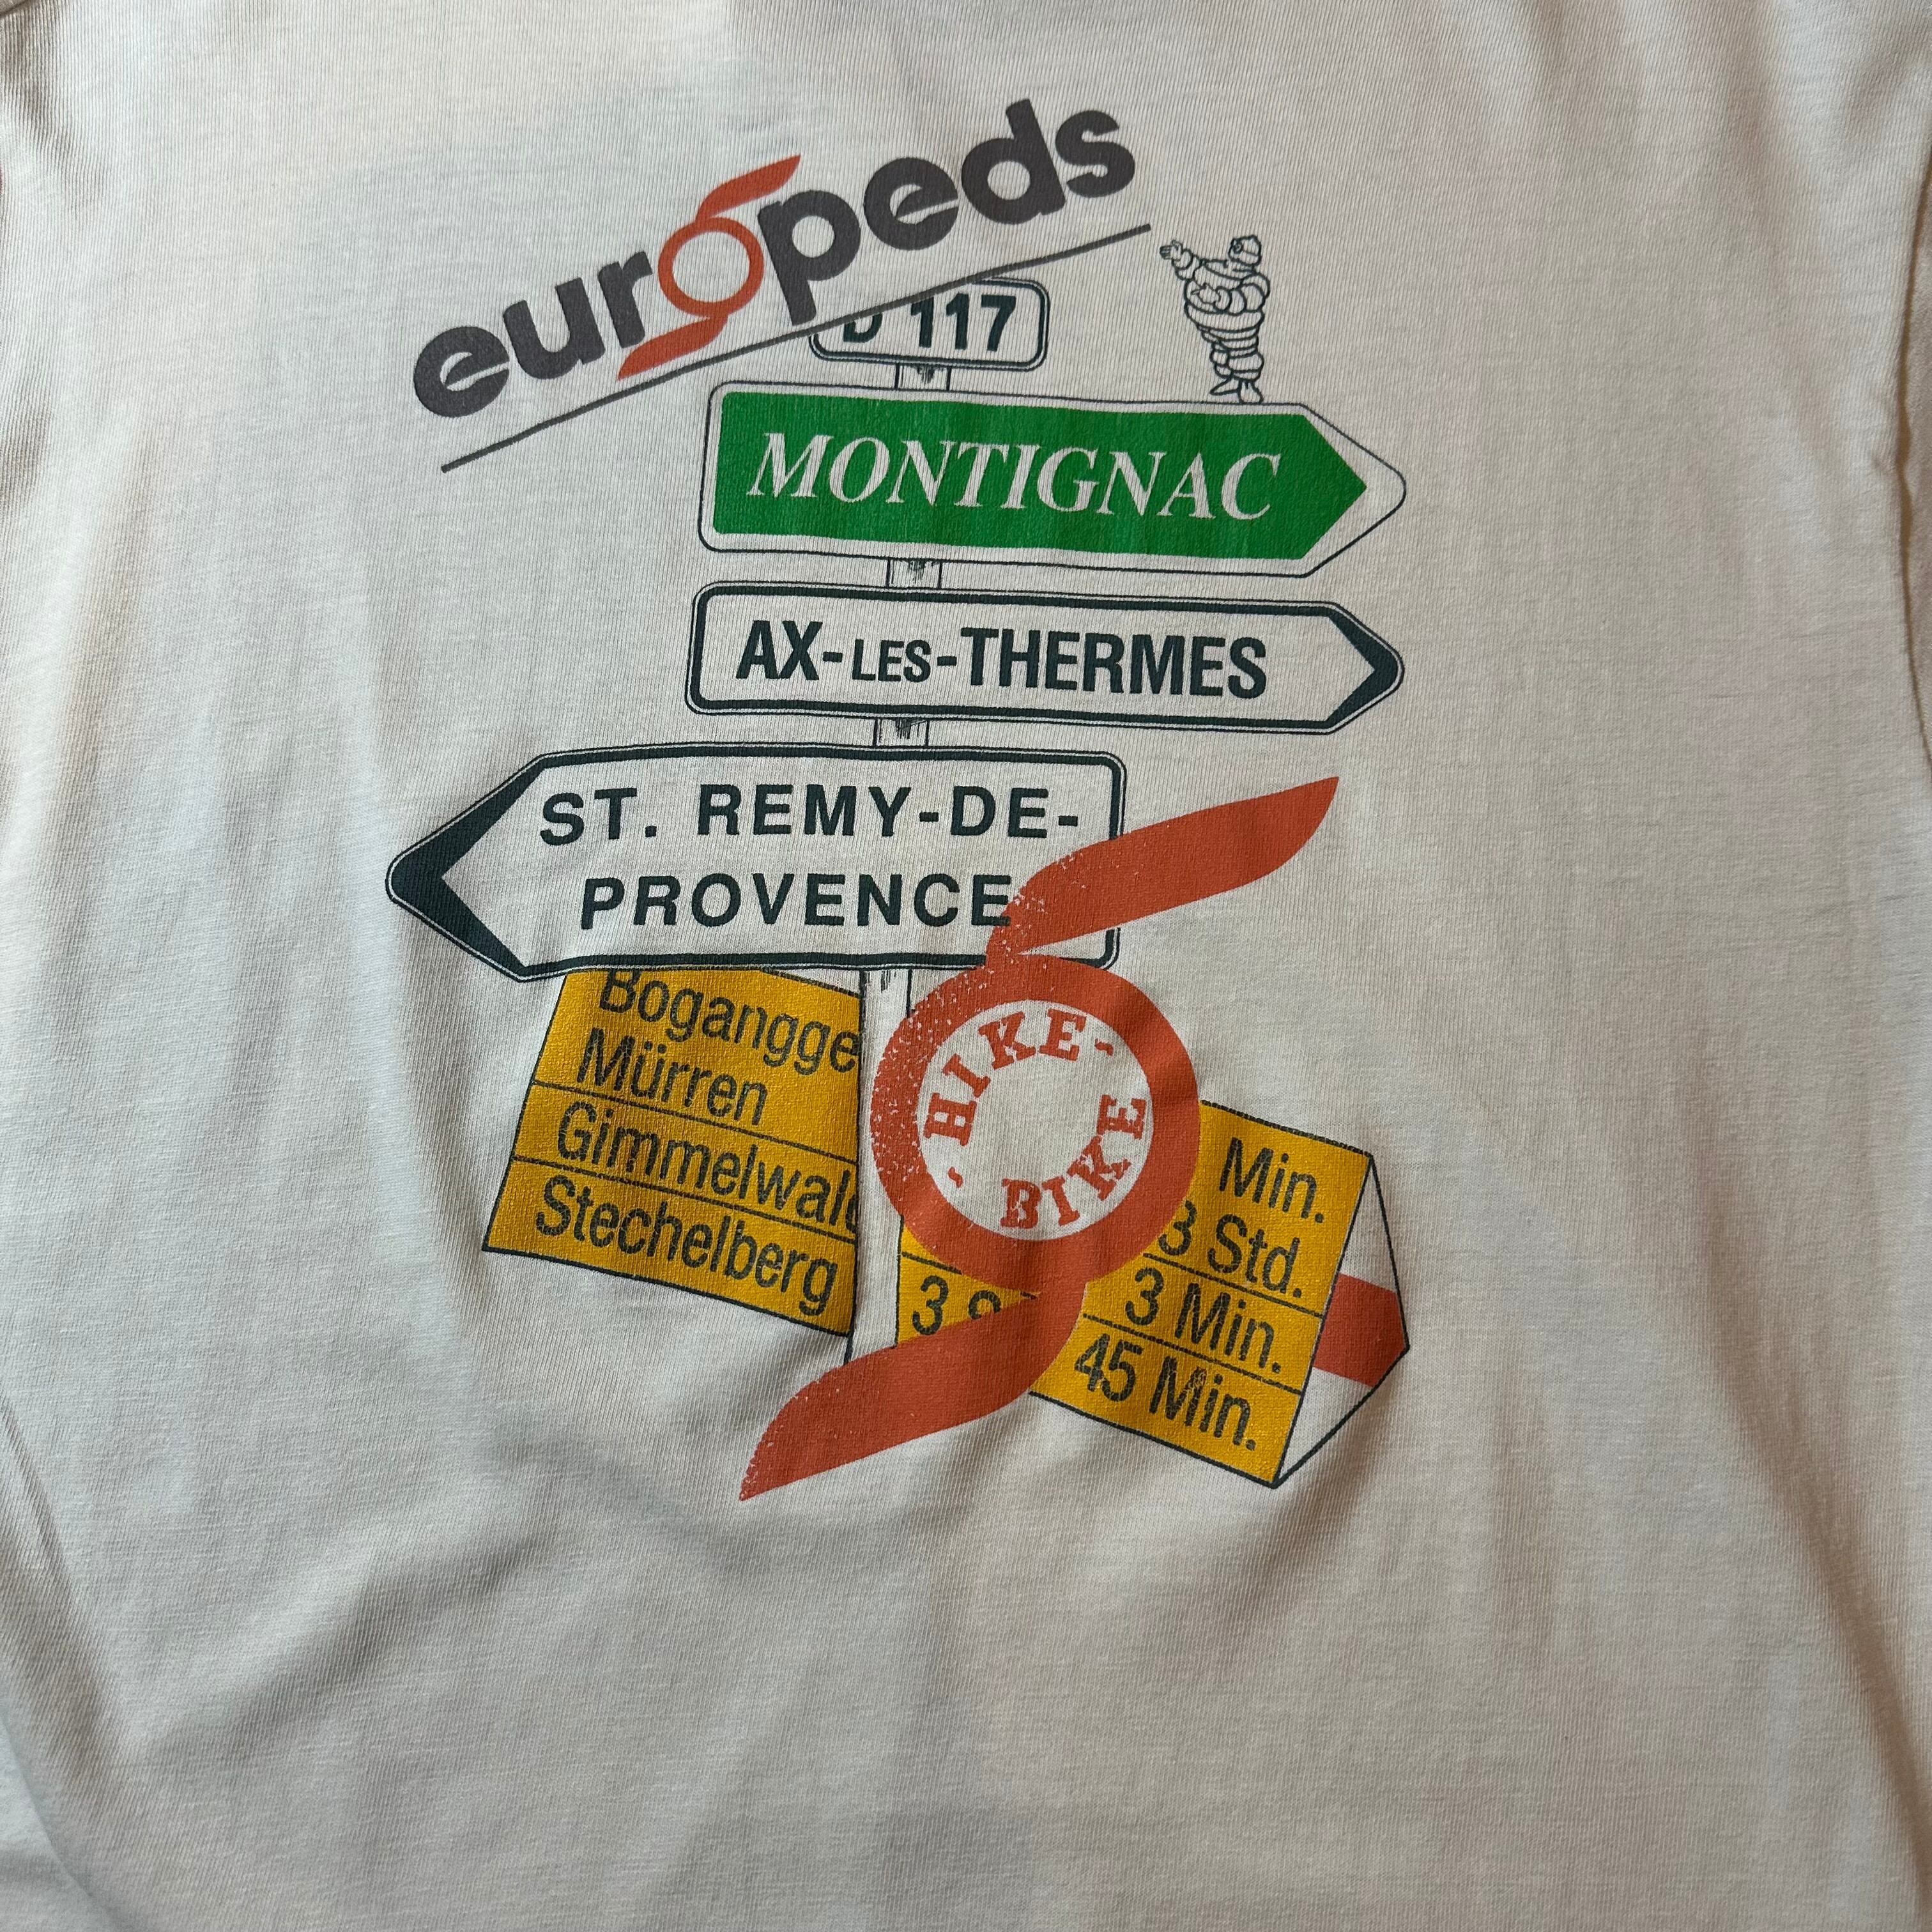 europeds
D 117
MONTIGNAC
AX-LES-THERMES
ST. REMY-DE-
PROVENCE
HIKE-
BIKE
Mürren
Stechelberg
Min.
3 Std.
3 Min.
3
45 Min.